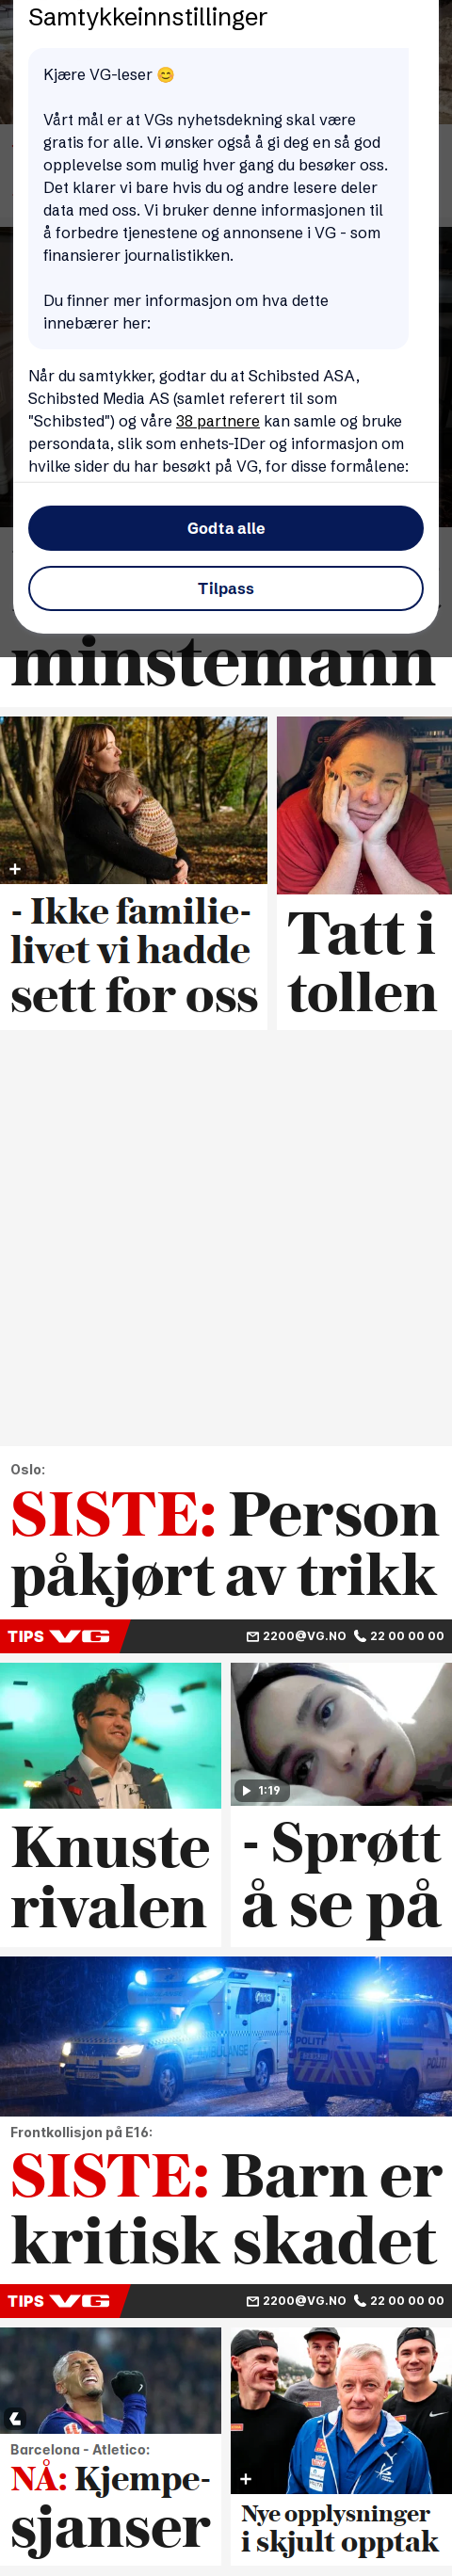 Samtykkeinnstillinger
Kjære VG-leser 😊
Vårt mål er at VGs nyhetsdekning skal være
gratis for alle. Vi ønsker også å gi deg en så god
opplevelse som mulig hver gang du besøker oss.
Det klarer vi bare hvis du og andre lesere deler
data med oss. Vi bruker denne informasjonen til
å forbedre tjenestene og annonsene i VG - som
finansierer journalistikken.
Du finner mer informasjon om hva dette
innebærer her:
Når du samtykker, godtar du at Schibsted ASA,
Schibsted Media AS (samlet referert til som
"Schibsted") og våre 38 partnere kan samle og bruke
persondata, slik som enhets-IDer og informasjon om
hvilke sider du har besøkt på VG, for disse formålene:
Godta alle
Tilpass
minstemann
- Ikke familie-
livet vi hadde
sett for oss
Tatt i
tollen
Oslo:
SISTE: Person
påkjørt av trikk
TIPS VG 2200@VG.NO 22 00 00 00
Knuste
rivalen
1:19
- Sprøtt
å se på
AMBULANSE
POLITI
Frontkollisjon på E16:
SISTE: Barn er
kritisk skadet
TIPS VG 2200@VG.NO 22 00 00 00
Barcelona - Atletico:
NÅ: Kjempe-
sjanser
Nye opplysninger
i skjult opptak